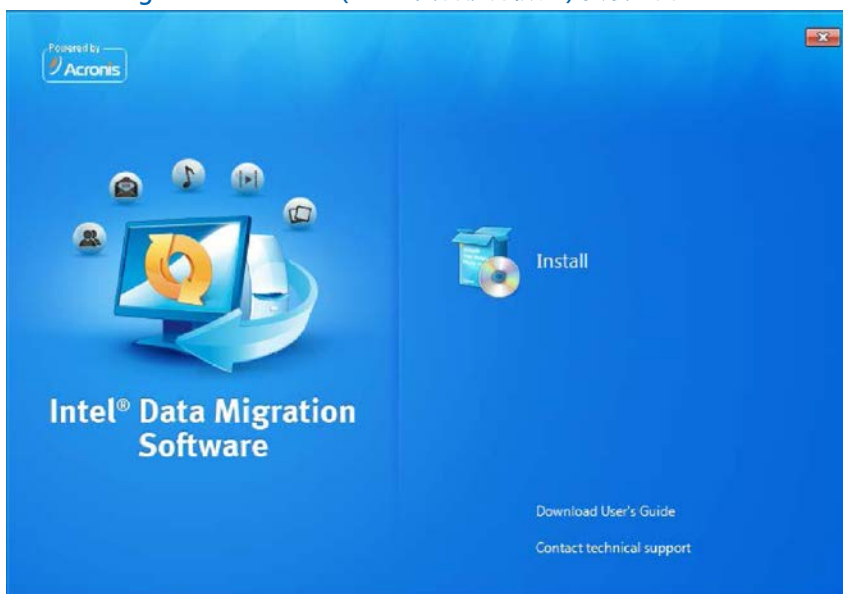 Powered by
Acronis
Install
Intel® Data Migration
Software
Download User's Guide
Contact technical support